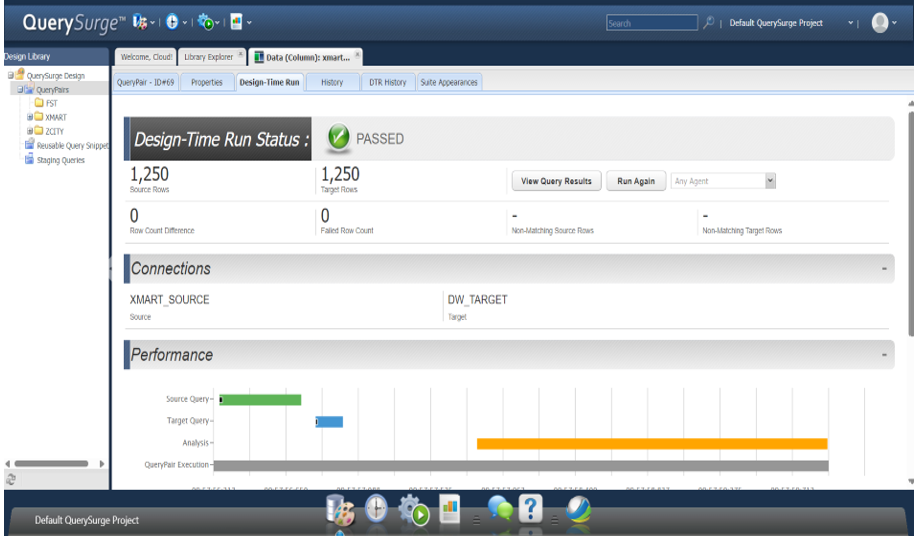 QuerySurge™
Search
Default QuerySurge Project
Design Library
Welcome, Cloud!
Library Explorer
Data (Column): xmart...
QuerySurge Design
QueryPairs
FST
XMART
ZCITY
Reusable Query Snippet
Staging Queries
QueryPair - ID#69
Properties
Design-Time Run
History
DTR History
Suite Appearances
Design-Time Run Status :
PASSED
1,250
Source Rows
1,250
Target Rows
View Query Results
Run Again
Any Agent
0
Row Count Difference
0
Failed Row Count
-
Non-Matching Source Rows
-
Non-Matching Target Rows
Connections
XMART_SOURCE
Source
DW_TARGET
Target
Performance
Source Query
Target Query
Analysis
QueryPair Execution
Default QuerySurge Project